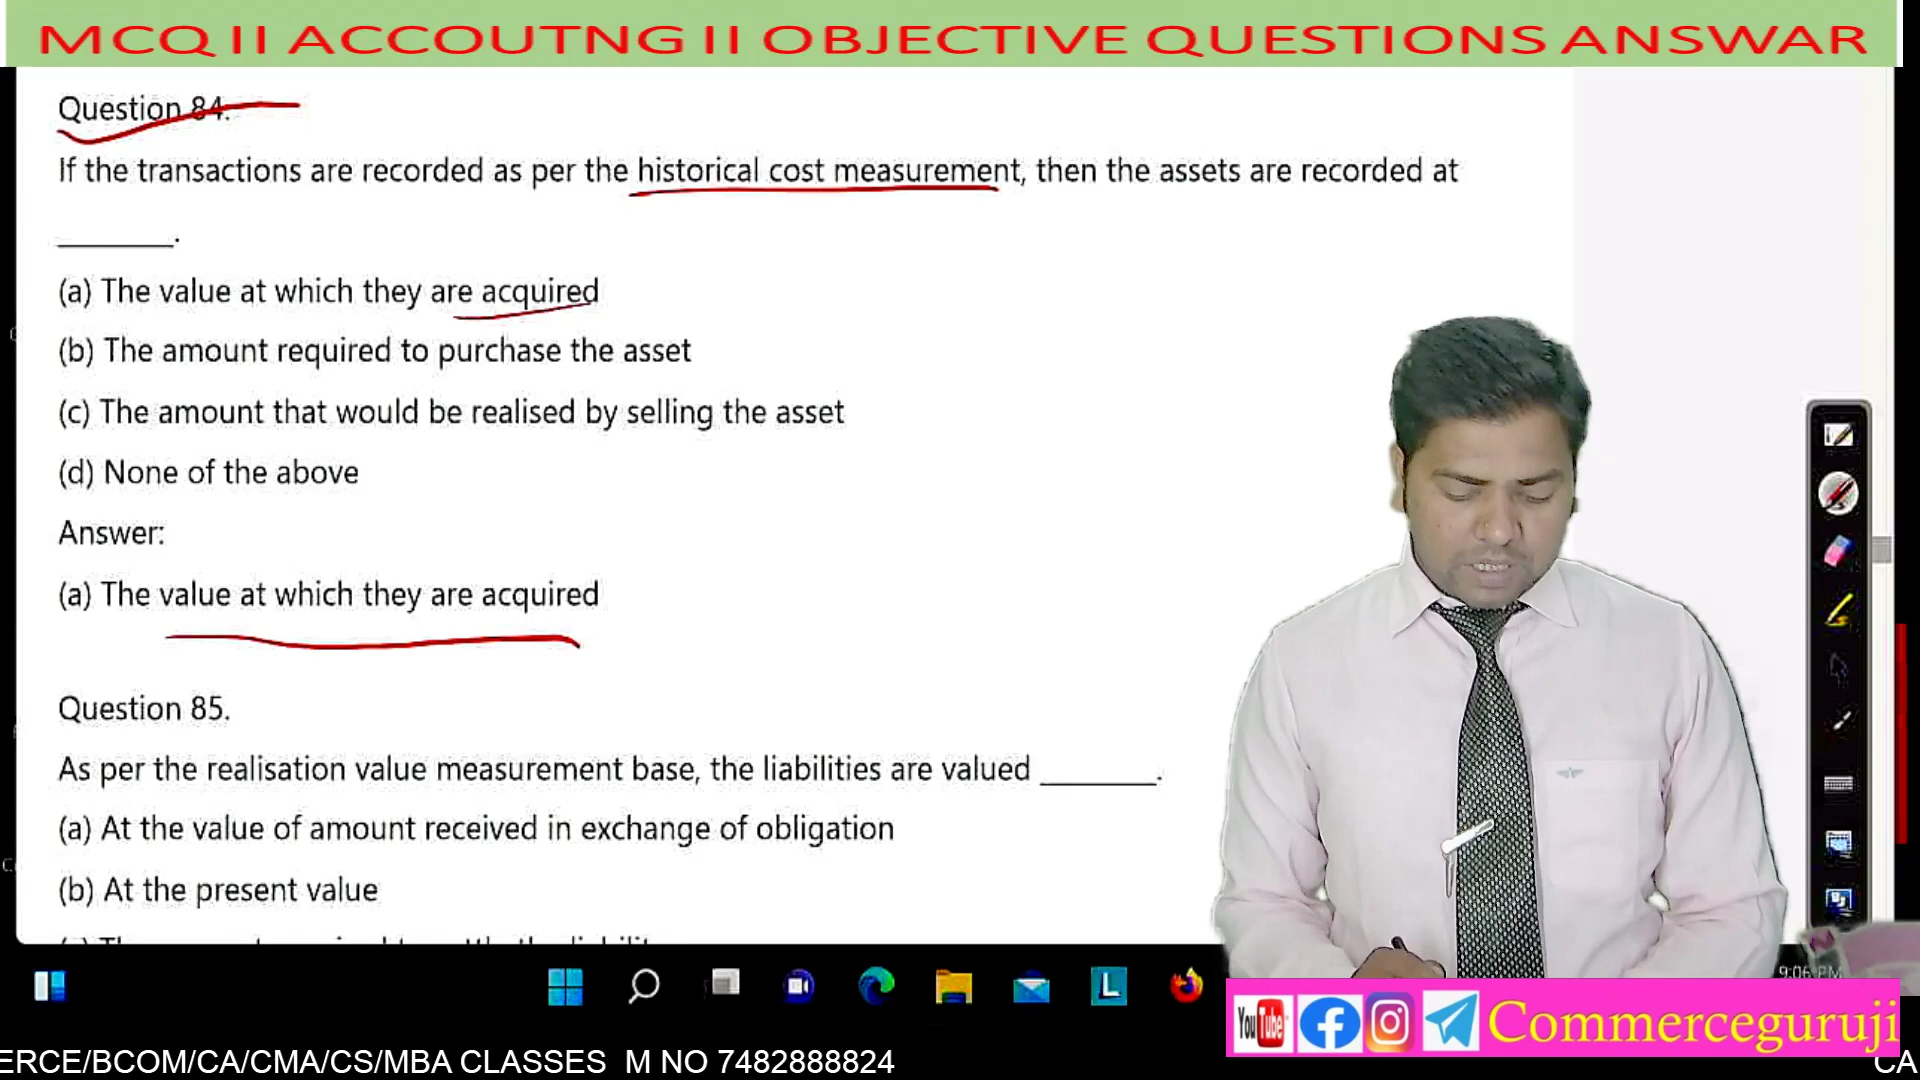 MCQ II ACCOUTNG II OBJECTIVE QUESTIONS ANSWAR
Question 84.
If the transactions are recorded as per the historical cost measurement, then the assets are recorded at
________.
(a) The value at which they are acquired
(b) The amount required to purchase the asset
(c) The amount that would be realised by selling the asset
(d) None of the above
Answer:
(a) The value at which they are acquired
Question 85.
As per the realisation value measurement base, the liabilities are valued ________.
(a) At the value of amount received in exchange of obligation
(b) At the present value
L
9:06 PM
YouTube
Commerceguruji
ERCE/BCOM/CA/CMA/CS/MBA CLASSES M NO 7482888824
CA